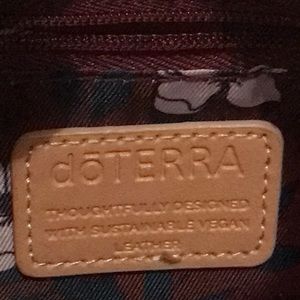 dōTERRA
THOUGHTFULLY DESIGNED
WITH SUSTAINABLE VEGAN
LEATHER